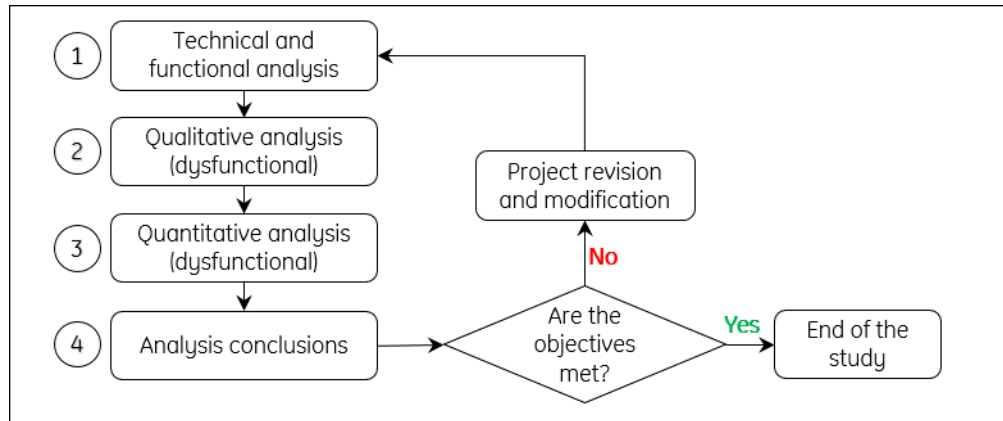 1
Technical and
functional analysis
2
Qualitative analysis
(dysfunctional)
3
Quantitative analysis
(dysfunctional)
4
Analysis conclusions
Are the
objectives
met?
No
Project revision
and modification
Yes
End of the
study